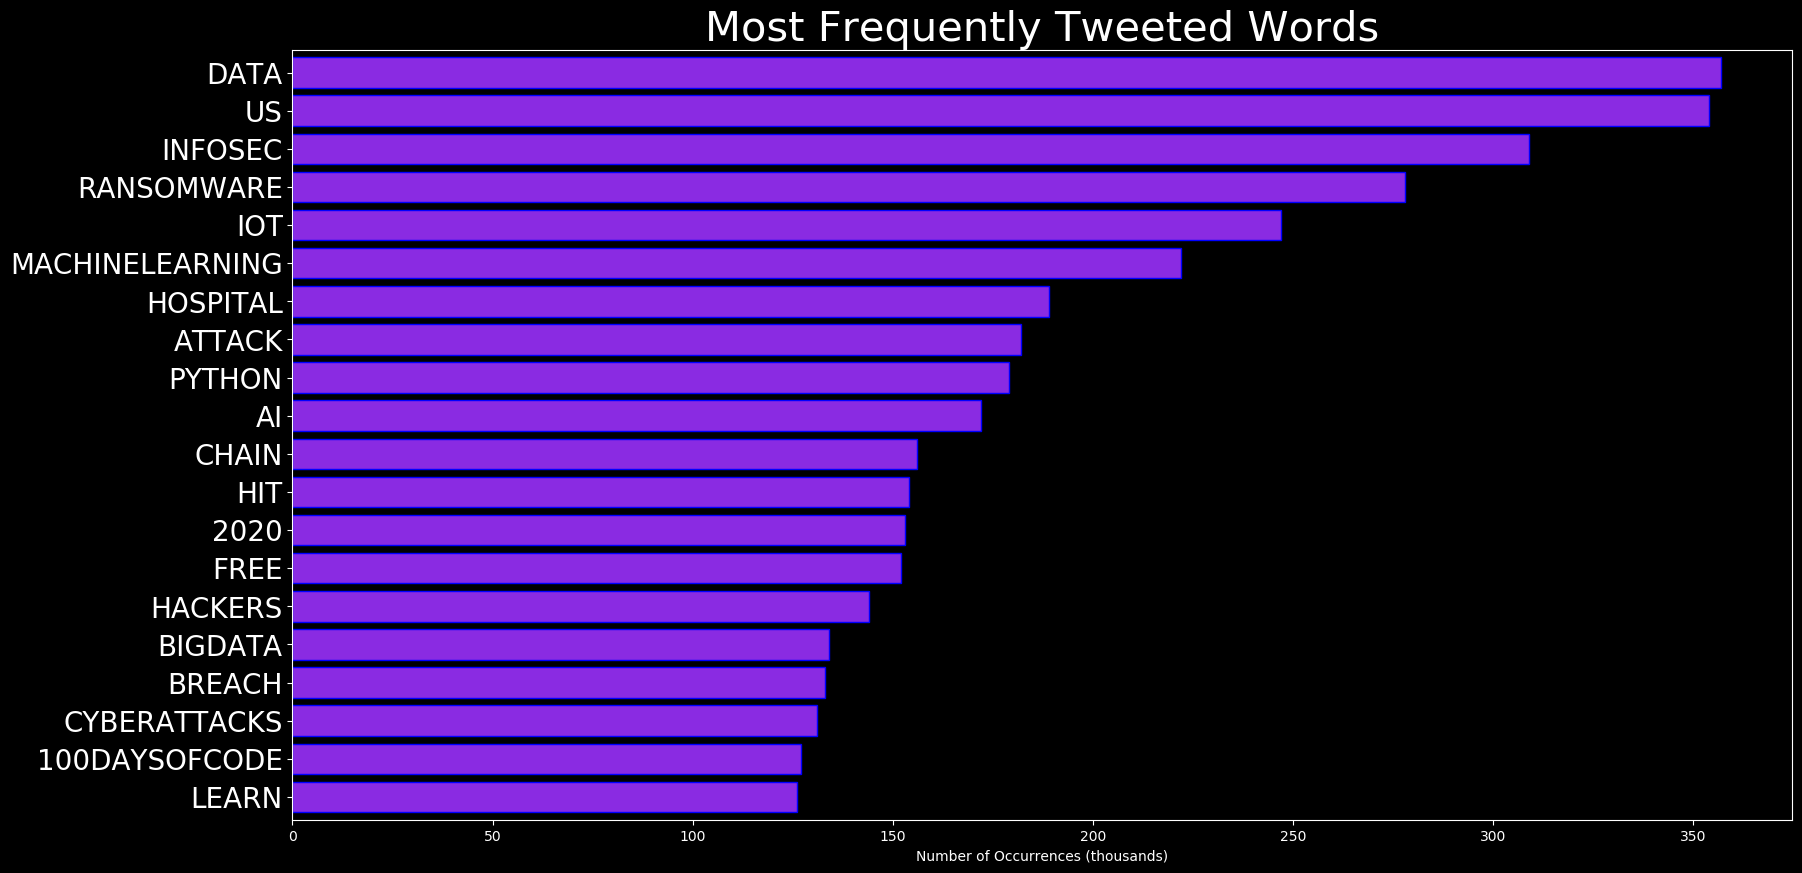 Most Frequently Tweeted Words
DATA
US
INFOSEC
RANSOMWARE
IOT
MACHINELEARNING
HOSPITAL
ATTACK
PYTHON
AI
CHAIN
HIT
2020
FREE
HACKERS
BIGDATA
BREACH
CYBERATTACKS
100DAYSOFCODE
LEARN
0 50 100 150 200 250 300 350
Number of Occurrences (thousands)